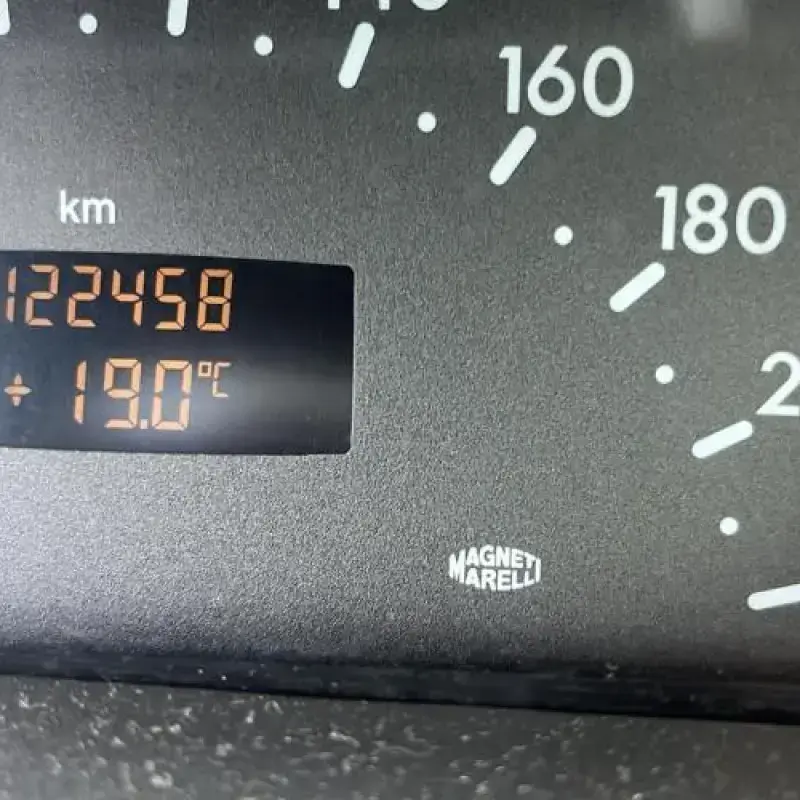 160
180
km
122458
+ 19.0°C
MAGNETI
MARELLI